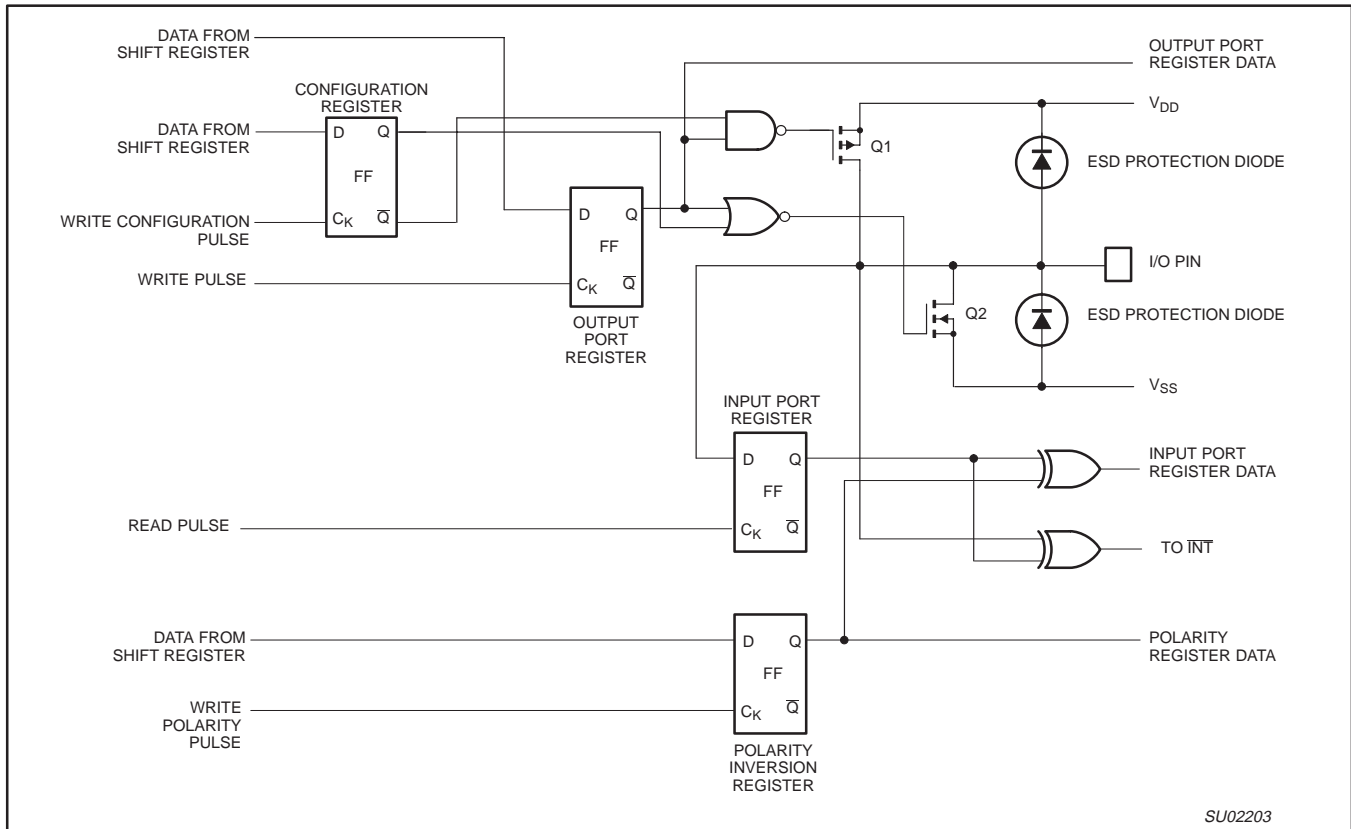 DATA FROM
SHIFT REGISTER
OUTPUT PORT
REGISTER DATA
CONFIGURATION
REGISTER
V_DD
DATA FROM
SHIFT REGISTER
D
Q
FF
C_K
Q̅
Q1
ESD PROTECTION DIODE
WRITE CONFIGURATION
PULSE
D
Q
FF
C_K
Q̅
I/O PIN
WRITE PULSE
OUTPUT
PORT
REGISTER
Q2
ESD PROTECTION DIODE
V_SS
INPUT PORT
REGISTER
D
Q
FF
C_K
Q̅
INPUT PORT
REGISTER DATA
READ PULSE
TO I̅N̅T̅
DATA FROM
SHIFT REGISTER
D
Q
FF
C_K
Q̅
POLARITY
REGISTER DATA
WRITE
POLARITY
PULSE
POLARITY
INVERSION
REGISTER
SU02203